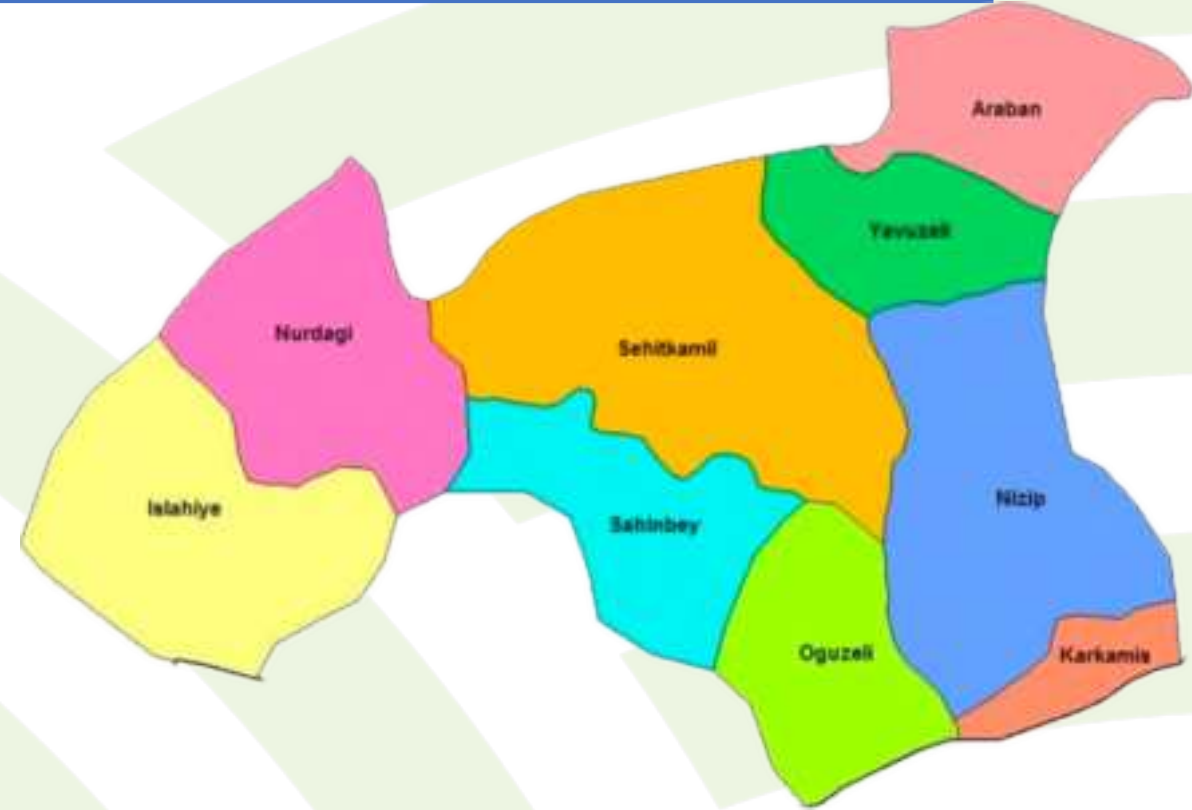 Araban
Yavuzeli
Nurdagi
Sehitkamil
Islahiye
Nizip
Sahinbey
Oguzeli
Karkamis